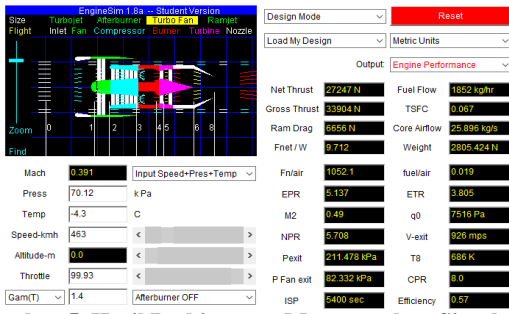 EngineSim 1.8a -- Student Version
Size Turbojet Afterburner Turbo Fan Ramjet
Flight Inlet Fan Compressor Burner Turbine Nozzle
Zoom 0 1 2 3 4 5 6 8
Find
Design Mode Reset
Load My Design Metric Units
Output: Engine Performance
Net Thrust 27247 N Fuel Flow 1852 kg/hr
Gross Thrust 33904 N TSFC 0.067
Ram Drag 6656 N Core Airflow 25.896 kg/s
Fnet / W 9.712 Weight 2805.424 N
Fn/air 1052.1 fuel/air 0.019
EPR 5.137 ETR 3.805
M2 0.49 q0 7516 Pa
NPR 5.708 V-exit 926 mps
Pexit 211.478 kPa T8 686 K
P Fan exit 82.332 kPa CPR 8.0
ISP 5400 sec Efficiency 0.57
Mach 0.391 Input Speed+Pres+Temp
Press 70.12 k Pa
Temp -4.3 C
Speed-kmh 463
Altitude-m 0.0
Throttle 99.93
Gam(T) 1.4 Afterburner OFF